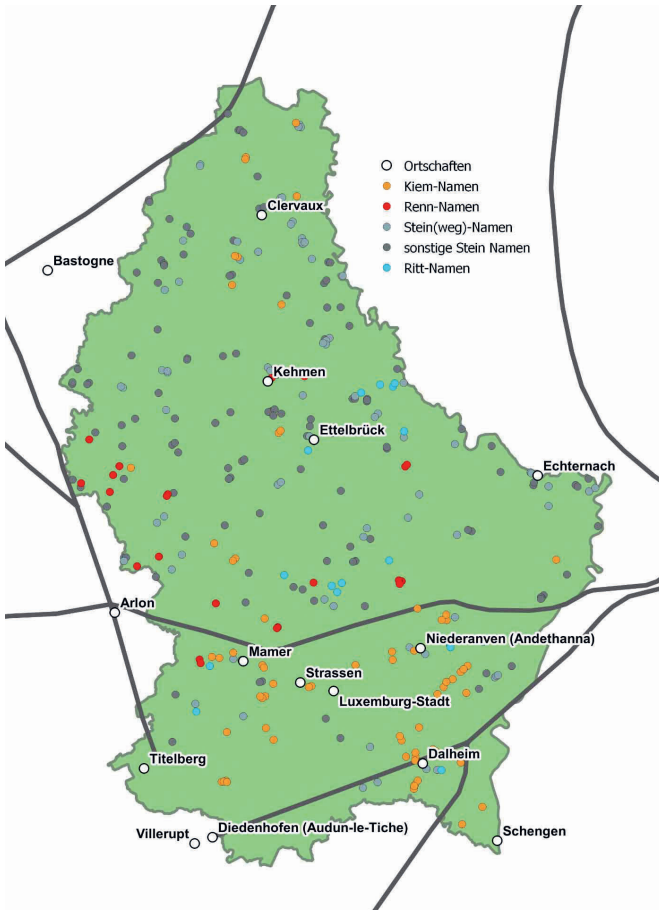 Ortschaften
Kiem-Namen
Renn-Namen
Stein(weg)-Namen
sonstige Stein Namen
Ritt-Namen
Clervaux
Bastogne
Kehmen
Ettelbrück
Echternach
Arlon
Niederanven (Andethanna)
Mamer
Strassen
Luxemburg-Stadt
Titelberg
Dalheim
Villerupt
Diedenhofen (Audun-le-Tiche)
Schengen